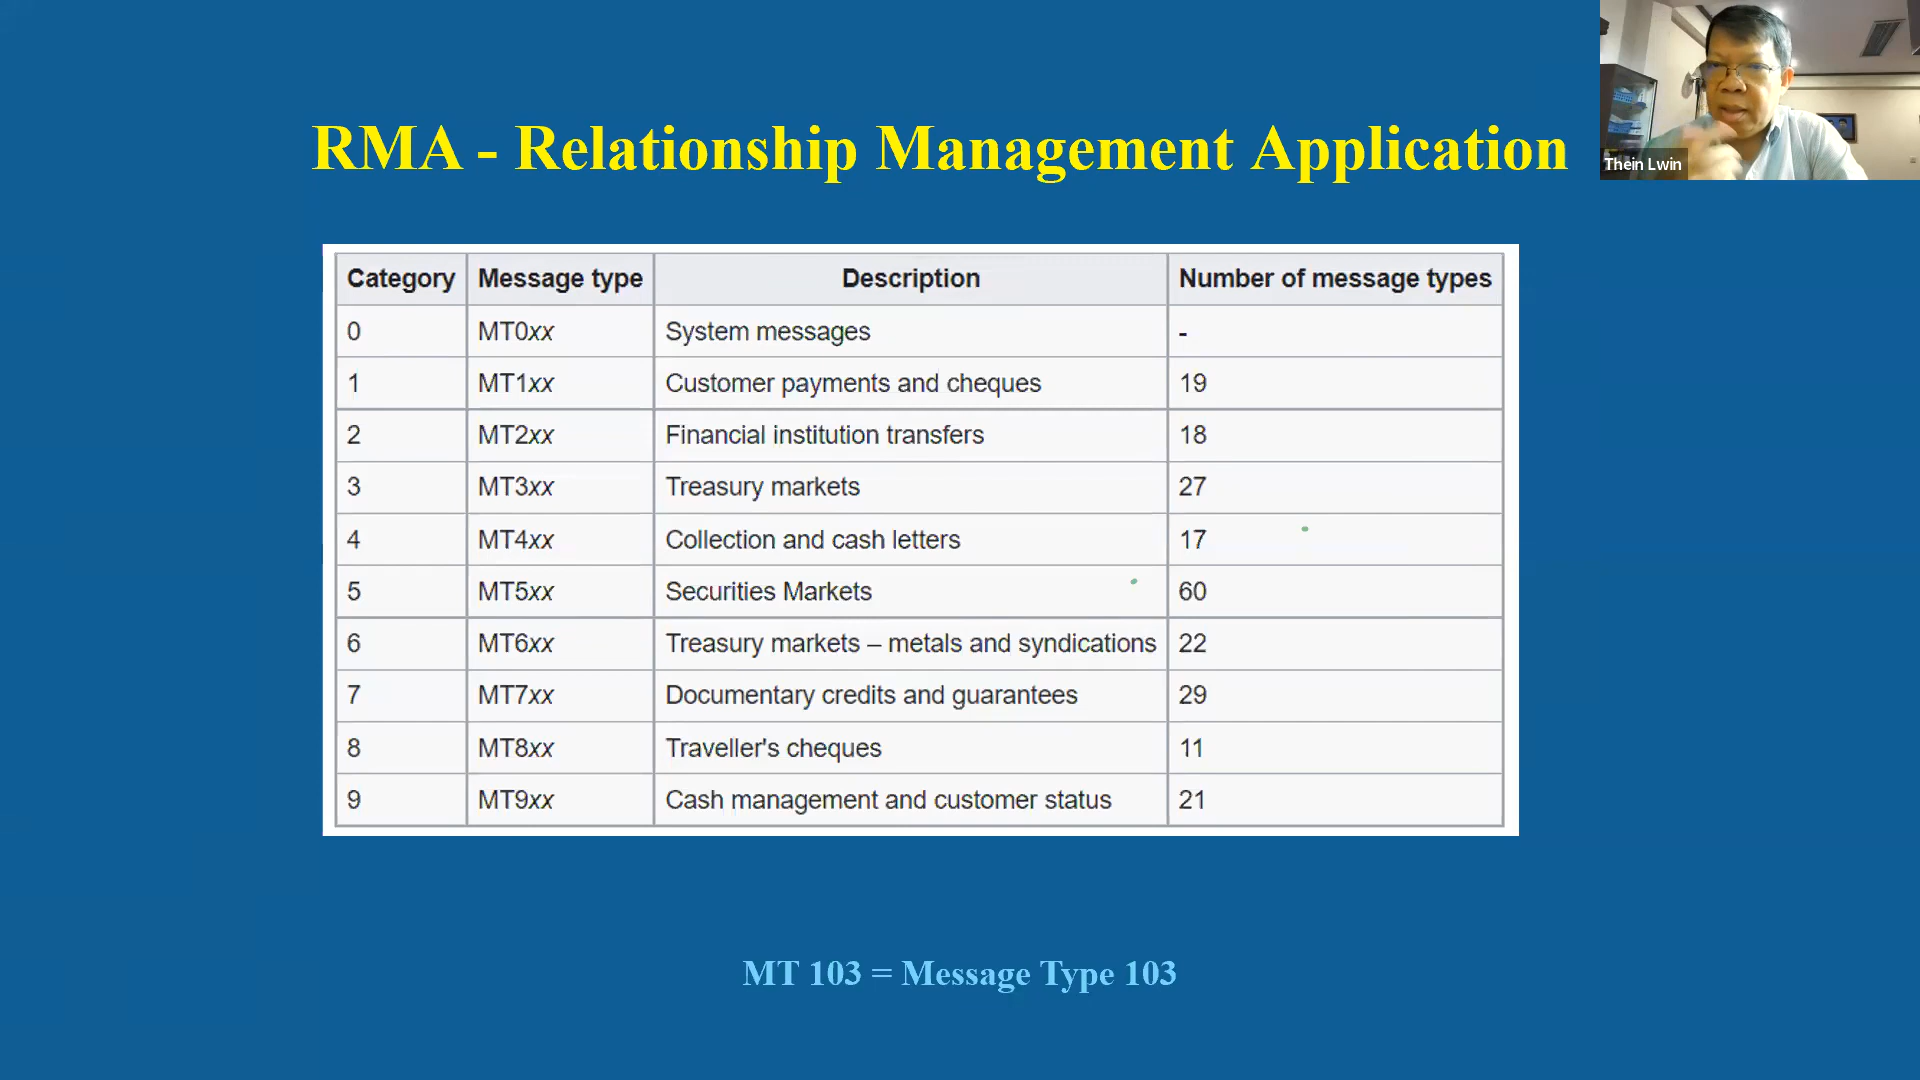 RMA - Relationship Management Application
Thein Lwin
Category Message type Description Number of message types
0 MT0xx System messages -
1 MT1xx Customer payments and cheques 19
2 MT2xx Financial institution transfers 18
3 MT3xx Treasury markets 27
4 MT4xx Collection and cash letters 17
5 MT5xx Securities Markets 60
6 MT6xx Treasury markets – metals and syndications 22
7 MT7xx Documentary credits and guarantees 29
8 MT8xx Traveller's cheques 11
9 MT9xx Cash management and customer status 21
MT 103 = Message Type 103